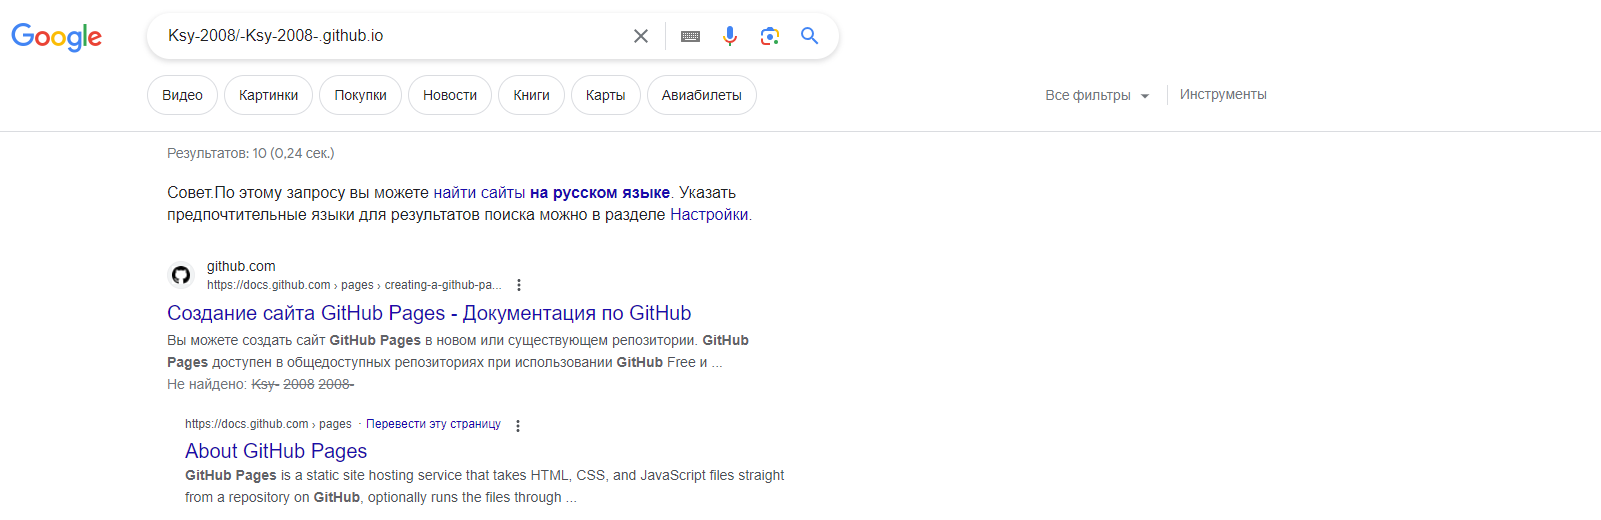 Google
Ksy-2008/-Ksy-2008-.github.io
Видео
Картинки
Покупки
Новости
Книги
Карты
Авиабилеты
Все фильтры
Инструменты
Результатов: 10 (0,24 сек.)
Совет.По этому запросу вы можете найти сайты на русском языке. Указать
предпочтительные языки для результатов поиска можно в разделе Настройки.
github.com
https://docs.github.com › pages › creating-a-github-pa...
Создание сайта GitHub Pages - Документация по GitHub
Вы можете создать сайт GitHub Pages в новом или существующем репозитории. GitHub
Pages доступен в общедоступных репозиториях при использовании GitHub Free и ...
Не найдено: Ksy- 2008 2008-
https://docs.github.com › pages · Перевести эту страницу
About GitHub Pages
GitHub Pages is a static site hosting service that takes HTML, CSS, and JavaScript files straight
from a repository on GitHub, optionally runs the files through ...